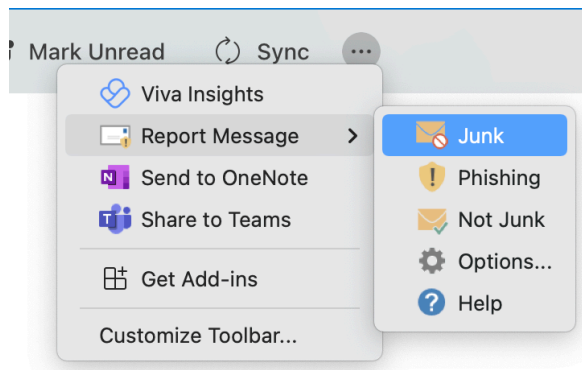 Mark Unread Sync ...
Viva Insights
Report Message
Send to OneNote
Share to Teams
Get Add-ins
Customize Toolbar...
Junk
Phishing
Not Junk
Options...
Help